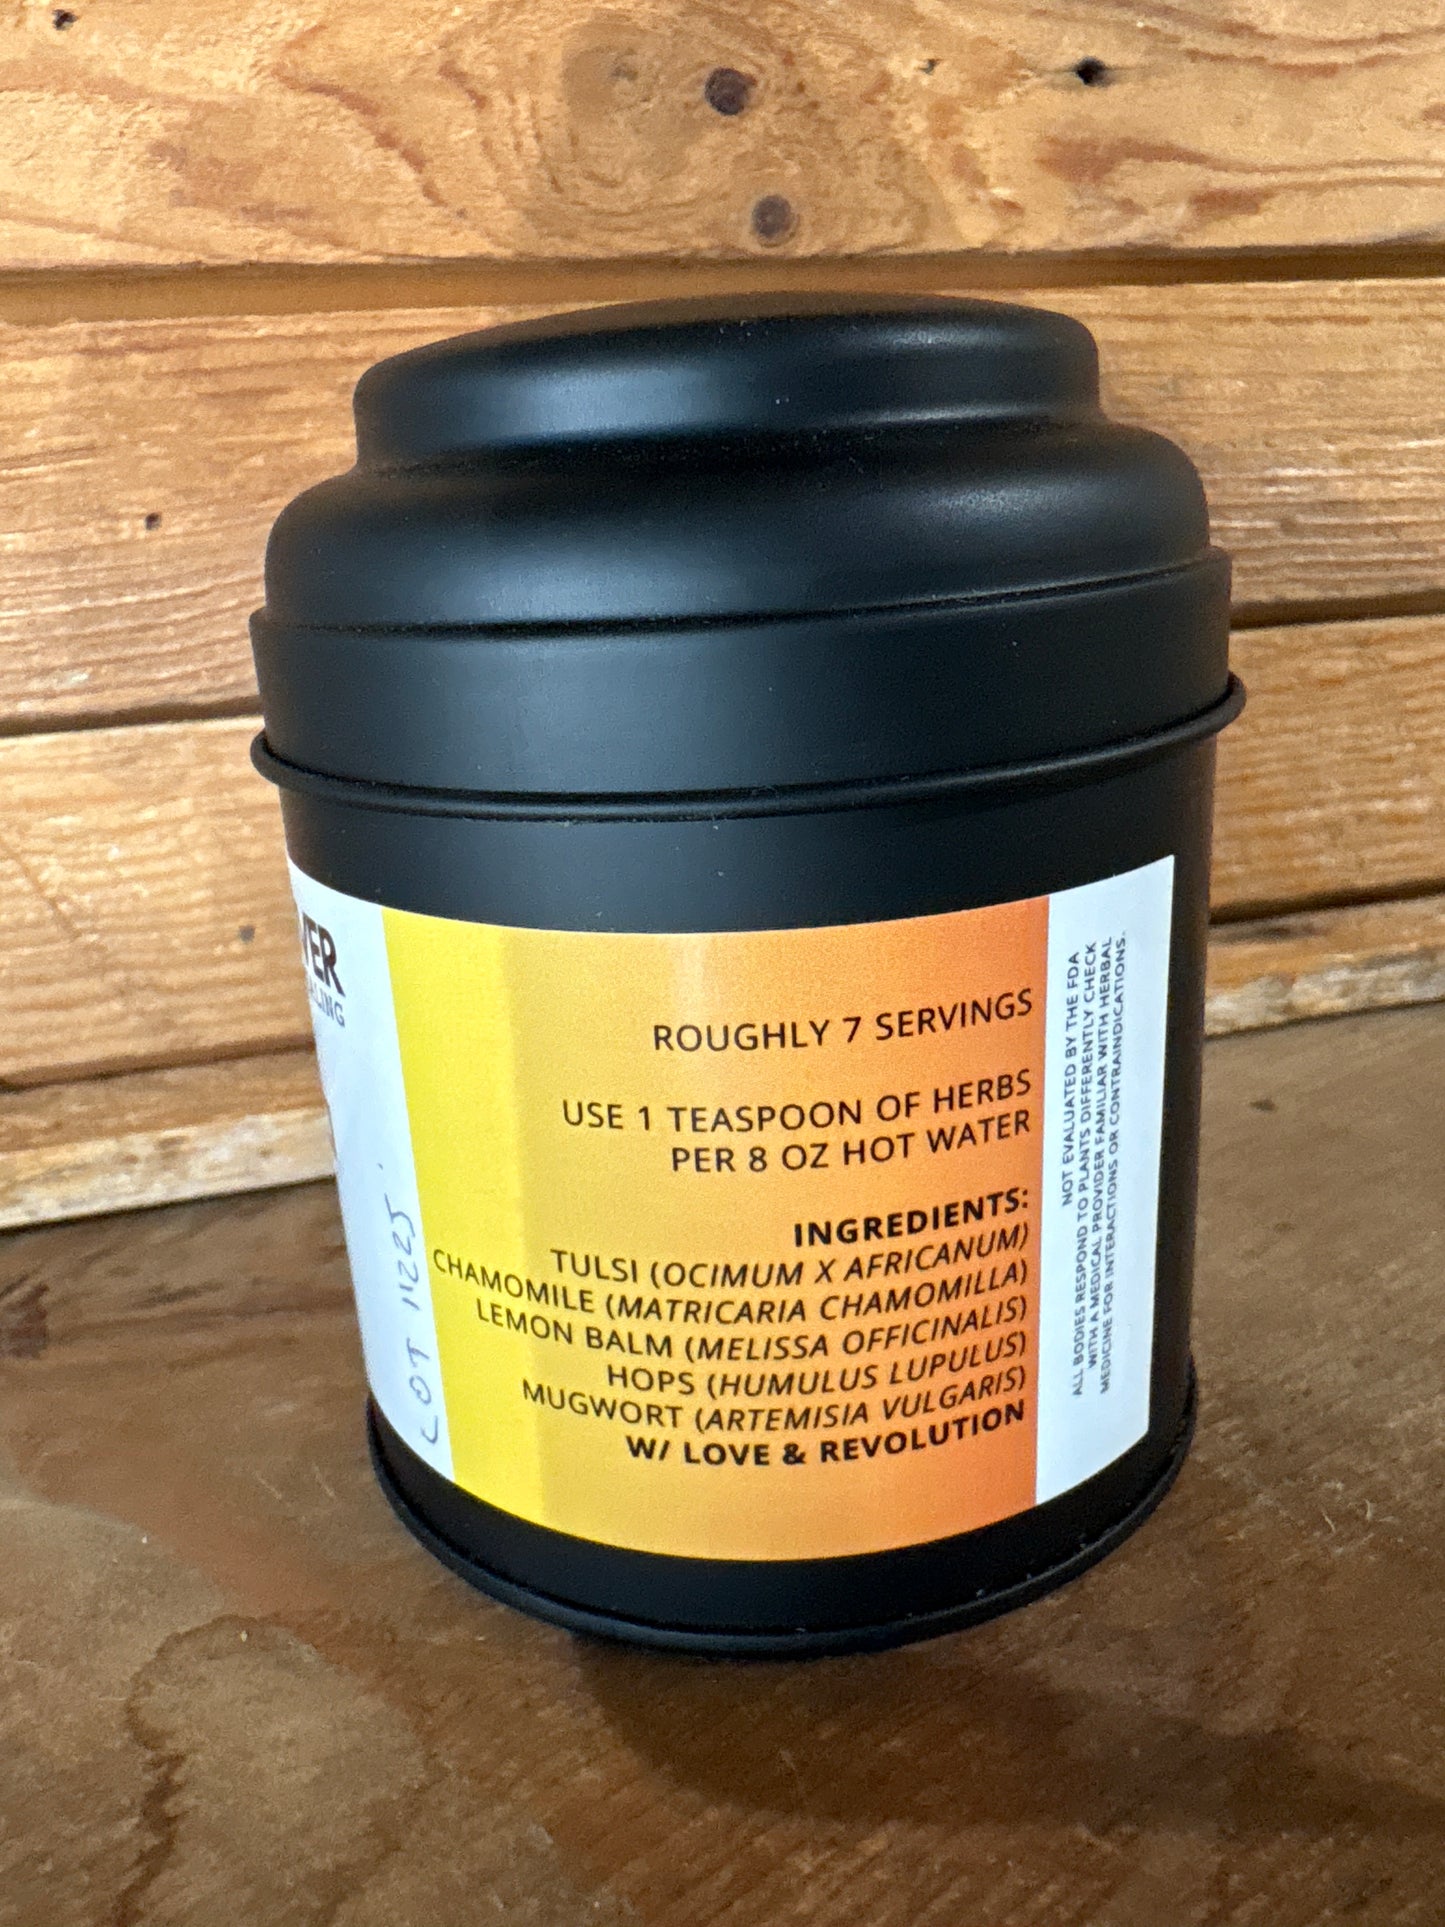 LOT 11225
ROUGHLY 7 SERVINGS
USE 1 TEASPOON OF HERBS
PER 8 OZ HOT WATER
INGREDIENTS:
TULSI (OCIMUM X AFRICANUM)
CHAMOMILE (MATRICARIA CHAMOMILLA)
LEMON BALM (MELISSA OFFICINALIS)
HOPS (HUMULUS LUPULUS)
MUGWORT (ARTEMISIA VULGARIS)
W/ LOVE & REVOLUTION
NOT EVALUATED BY THE FDA
ALL BODIES RESPOND TO PLANTS DIFFERENTLY CHECK
WITH A MEDICAL PROVIDER FAMILIAR WITH HERBAL
MEDICINE FOR INTERACTIONS OR CONTRAINDICATIONS.